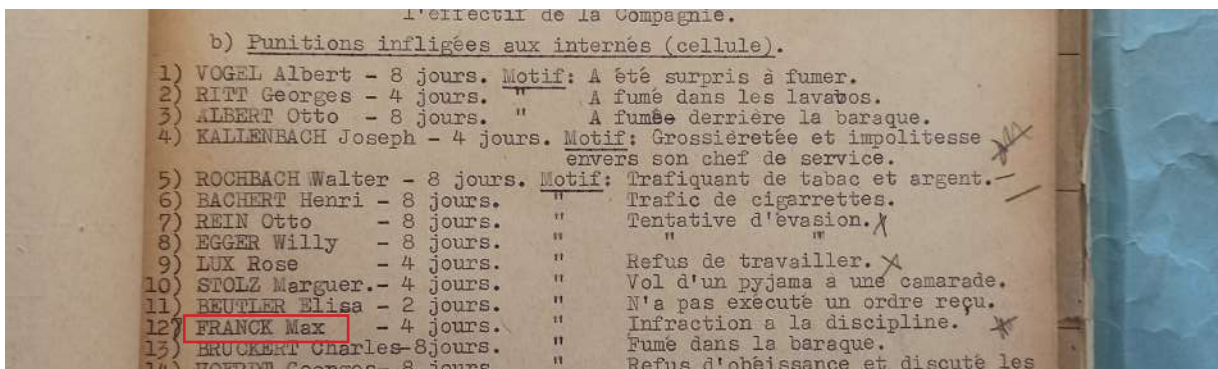 l'effectif de la Compagnie.
b) Punitions infligées aux internés (cellule).
1) VOGEL Albert - 8 jours. Motif: A été surpris à fumer.
2) RITT Georges - 4 jours. " A fumé dans les lavabos.
3) ALBERT Otto - 8 jours. " A fumée derrière la baraque.
4) KALLENBACH Joseph - 4 jours. Motif: Grossièretée et impolitesse
envers son chef de service.
5) ROCHBACH Walter - 8 jours. Motif: Trafiquant de tabac et argent.-
6) BACHERT Henri - 8 jours. " Trafic de cigarrettes.
7) REIN Otto - 8 jours. " Tentative d'évasion.
8) EGGER Willy - 8 jours. " " "
9) LUX Rose - 4 jours. " Refus de travailler.
10) STOLZ Marguer.- 4 jours. " Vol d'un pyjama a une camarade.
11) BEUTLER Elisa - 2 jours. " N'a pas exécuté un ordre reçu.
12) FRANCK Max - 4 jours. " Infraction a la discipline.
13) BRUCKERT Charles-8jours. " Fumé dans la baraque.
14) Georges- 8 jours. Refus d'obéissance et discuté les